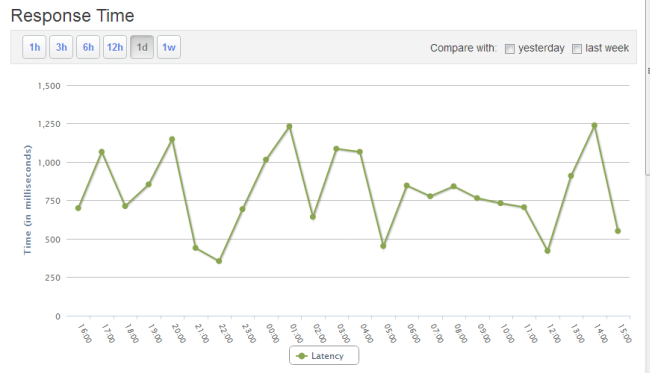 Response Time
1h 3h 6h 12h 1d 1w Compare with: yesterday last week
1,500
1,250
1,000
750
500
250
0
Time (in milliseconds)
16:00 17:00 18:00 19:00 20:00 21:00 22:00 23:00 00:00 01:00 02:00 03:00 04:00 05:00 06:00 07:00 08:00 09:00 10:00 11:00 12:00 13:00 14:00 15:00
Latency